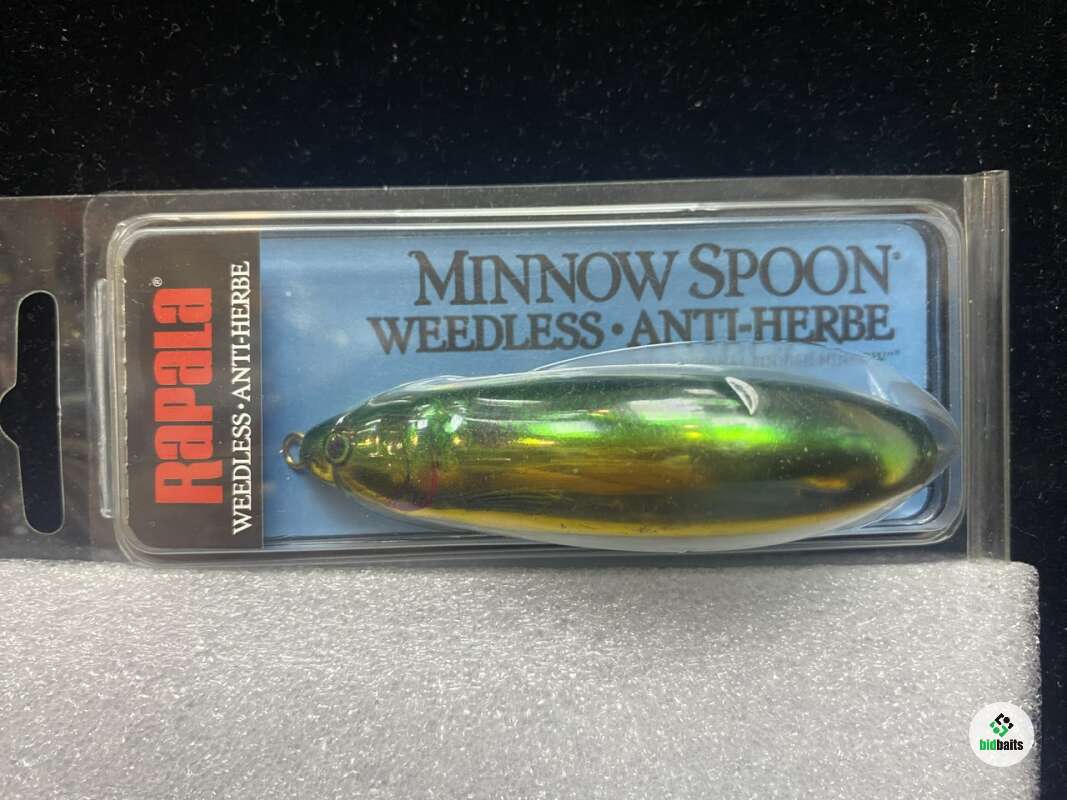 RAPALA®
WEEDLESS • ANTI-HERBE
MINNOW SPOON®
WEEDLESS • ANTI-HERBE
bidbaits